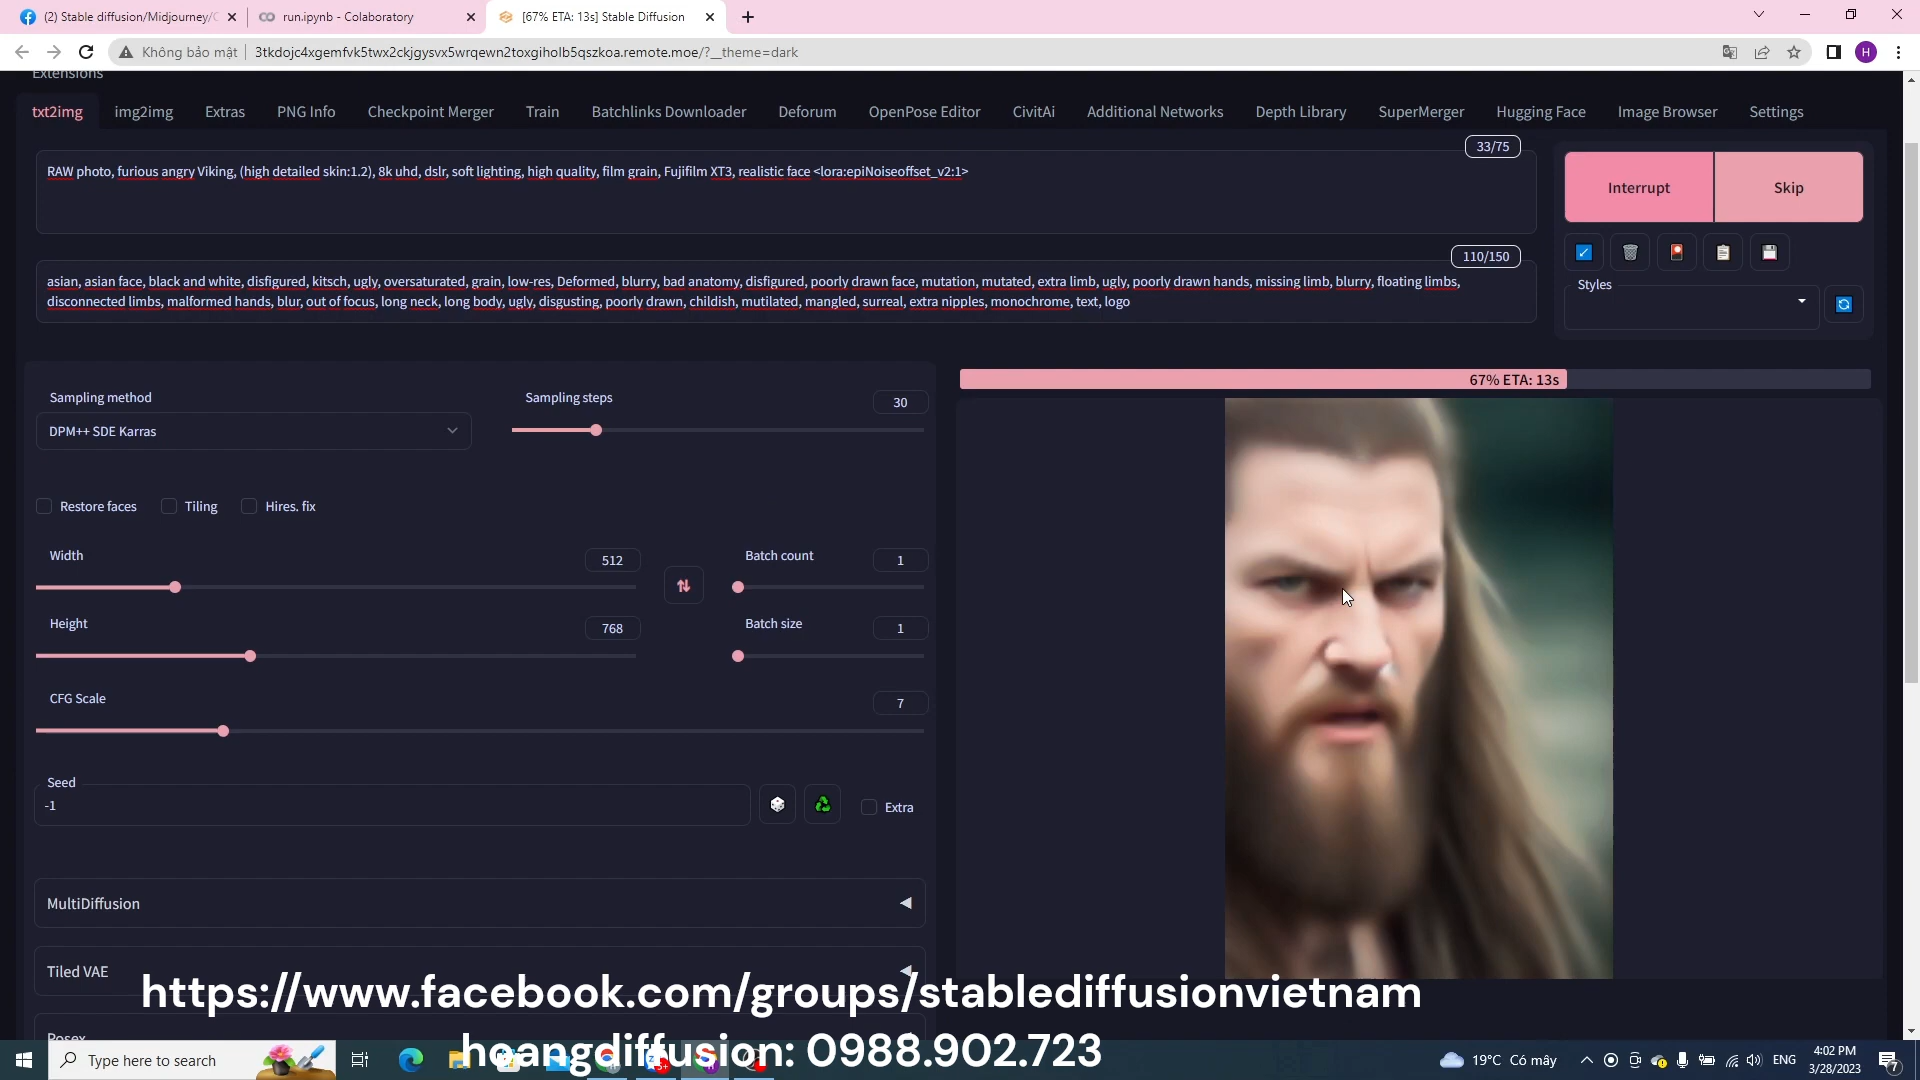 (2) Stable diffusion/Midjourney/C
run.ipynb - Colaboratory
[67% ETA: 13s] Stable Diffusion
Không bảo mật
3tkdojc4xgemfvk5twx2ckjgysvx5wrqewn2toxgiholb5qszkoa.remote.moe/?__theme=dark
H
Extensions
txt2img
img2img
Extras
PNG Info
Checkpoint Merger
Train
Batchlinks Downloader
Deforum
OpenPose Editor
CivitAi
Additional Networks
Depth Library
SuperMerger
Hugging Face
Image Browser
Settings
33/75
RAW photo, furious angry Viking, (high detailed skin:1.2), 8k uhd, dslr, soft lighting, high quality, film grain, Fujifilm XT3, realistic face <lora:epiNoiseoffset_v2:1>
Interrupt
Skip
110/150
asian, asian face, black and white, disfigured, kitsch, ugly, oversaturated, grain, low-res, Deformed, blurry, bad anatomy, disfigured, poorly drawn face, mutation, mutated, extra limb, ugly, poorly drawn hands, missing limb, blurry, floating limbs,
disconnected limbs, malformed hands, blur, out of focus, long neck, long body, ugly, disgusting, poorly drawn, childish, mutilated, mangled, surreal, extra nipples, monochrome, text, logo
Styles
Sampling method
DPM++ SDE Karras
Sampling steps
30
67% ETA: 13s
Restore faces
Tiling
Hires. fix
Width
512
Batch count
1
Height
768
Batch size
1
CFG Scale
7
Seed
-1
Extra
MultiDiffusion
Tiled VAE
https://www.facebook.com/groups/stablediffusionvietnam
Posex
hoangdiffusion: 0988.902.723
Type here to search
19°C Có mây
ENG
4:02 PM
3/28/2023
7